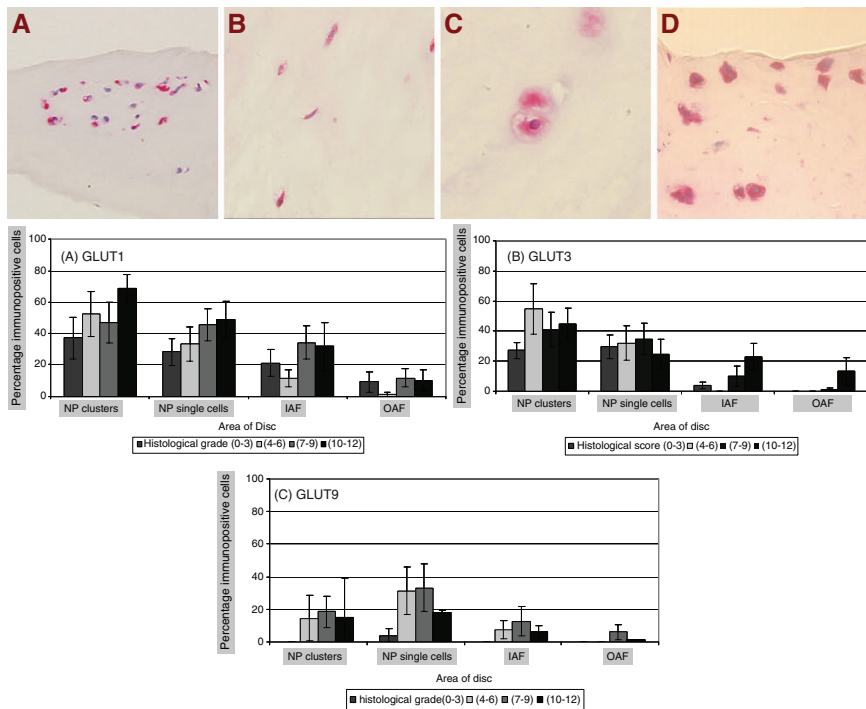 A
B
C
D
Percentage immunopositive cells
(A) GLUT1
100
80
60
40
20
0
NP clusters
NP single cells
IAF
OAF
Area of Disc
Histological grade (0-3) (4-6) (7-9) (10-12)
Percentage immunopositive cells
(B) GLUT3
100
80
60
40
20
0
NP clusters
NP single cells
IAF
OAF
Area of Disc
Histological score (0-3) (4-6) (7-9) (10-12)
Percentage immunopositive cells
(C) GLUT9
100
80
60
40
20
0
NP clusters
NP single cells
IAF
OAF
Area of disc
histological grade(0-3) (4-6) (7-9) (10-12)